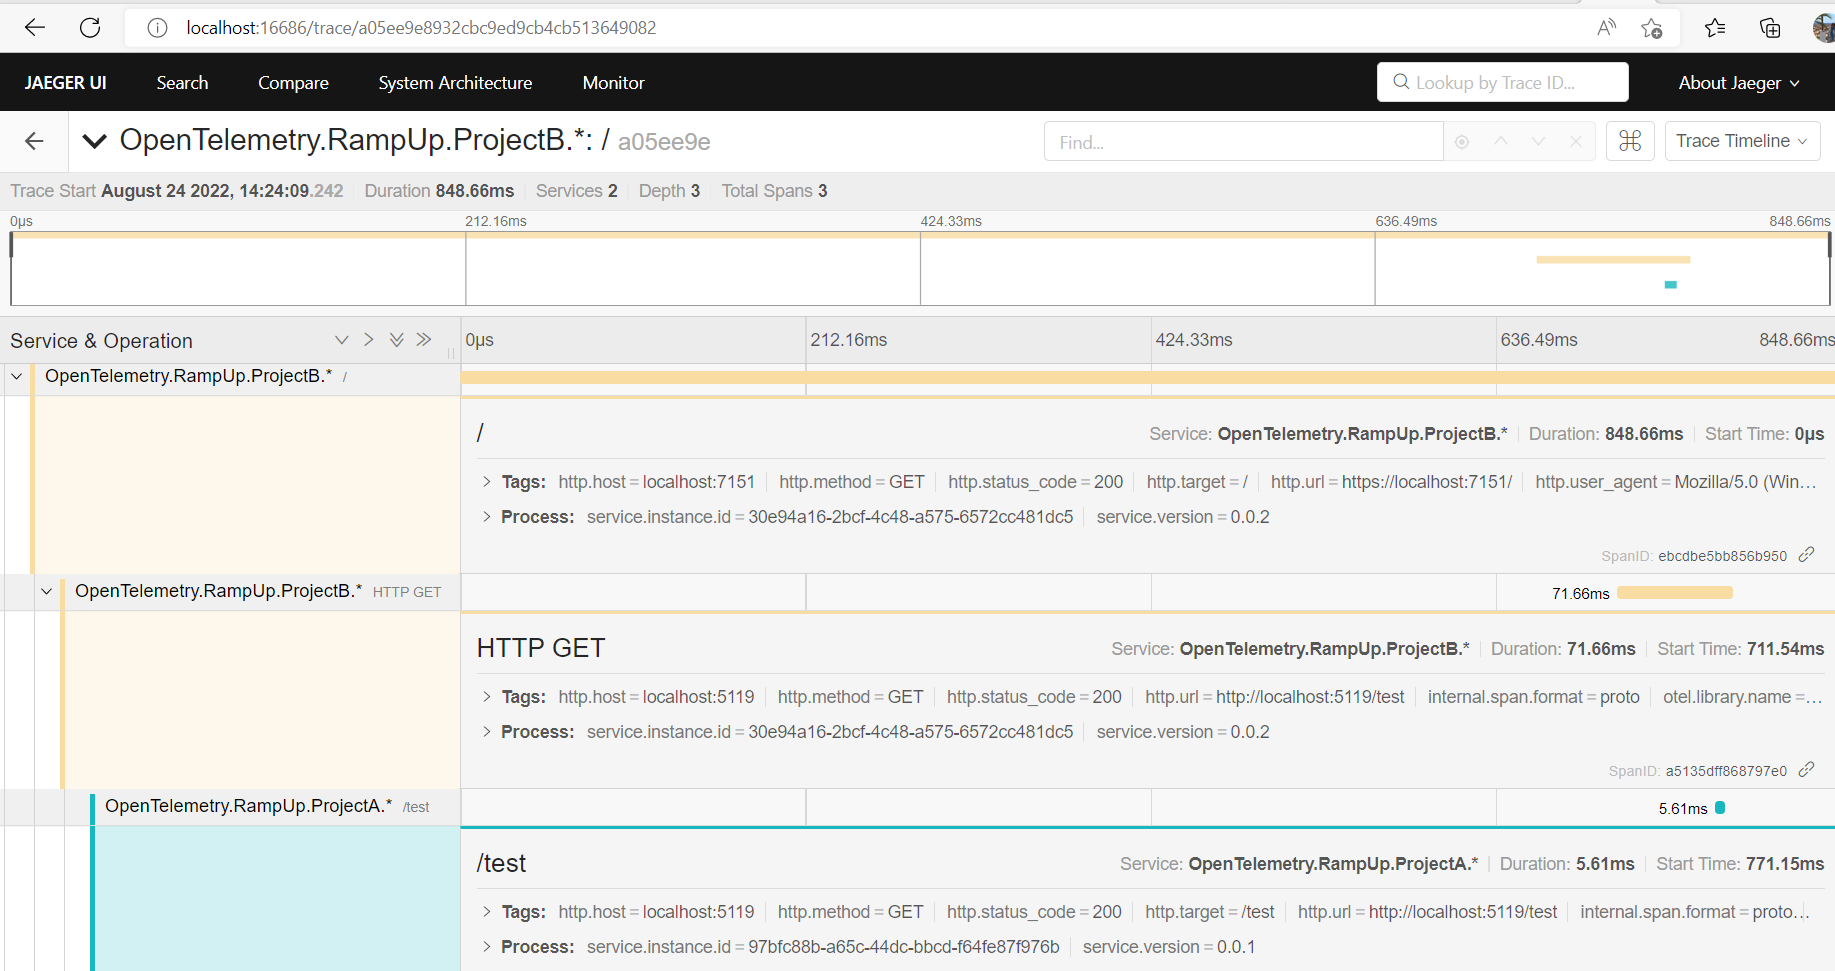 localhost:16686/trace/a05ee9e8932cbc9ed9cb4cb513649082
JAEGER UI Search Compare System Architecture Monitor Lookup by Trace ID... About Jaeger
OpenTelemetry.RampUp.ProjectB.*: / a05ee9e Find... ⌘ Trace Timeline
Trace Start August 24 2022, 14:24:09.242 Duration 848.66ms Services 2 Depth 3 Total Spans 3
0μs 212.16ms 424.33ms 636.49ms 848.66ms
Service & Operation 0μs 212.16ms 424.33ms 636.49ms 848.66ms
OpenTelemetry.RampUp.ProjectB.* /
/ Service: OpenTelemetry.RampUp.ProjectB.* Duration: 848.66ms Start Time: 0μs
Tags: http.host = localhost:7151 http.method = GET http.status_code = 200 http.target = / http.url = https://localhost:7151/ http.user_agent = Mozilla/5.0 (Win…
Process: service.instance.id = 30e94a16-2bcf-4c48-a575-6572cc481dc5 service.version = 0.0.2
SpanID: ebcdbe5bb856b950
OpenTelemetry.RampUp.ProjectB.* HTTP GET 71.66ms
HTTP GET Service: OpenTelemetry.RampUp.ProjectB.* Duration: 71.66ms Start Time: 711.54ms
Tags: http.host = localhost:5119 http.method = GET http.status_code = 200 http.url = http://localhost:5119/test internal.span.format = proto otel.library.name =…
Process: service.instance.id = 30e94a16-2bcf-4c48-a575-6572cc481dc5 service.version = 0.0.2
SpanID: a5135dff868797e0
OpenTelemetry.RampUp.ProjectA.* /test 5.61ms
/test Service: OpenTelemetry.RampUp.ProjectA.* Duration: 5.61ms Start Time: 771.15ms
Tags: http.host = localhost:5119 http.method = GET http.status_code = 200 http.target = /test http.url = http://localhost:5119/test internal.span.format = proto…
Process: service.instance.id = 97bfc88b-a65c-44dc-bbcd-f64fe87f976b service.version = 0.0.1